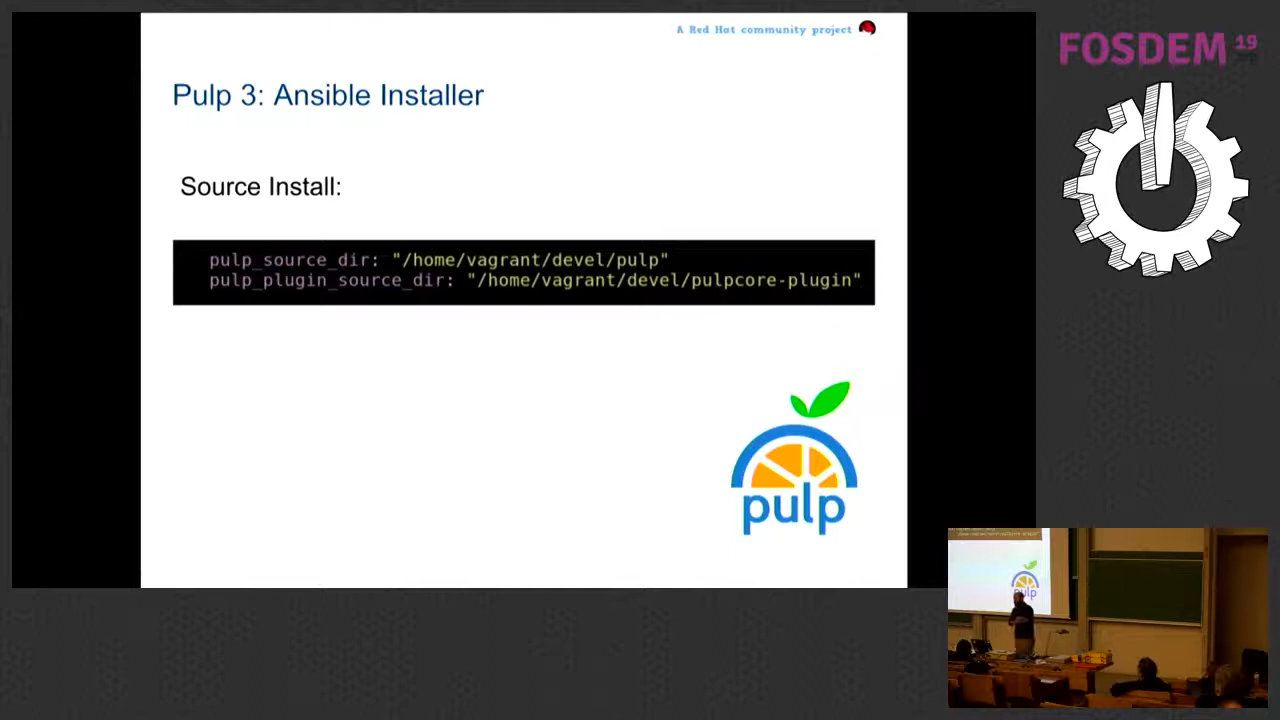 A Red Hat community project
FOSDEM 19
Pulp 3: Ansible Installer
Source Install:
pulp_source_dir: "/home/vagrant/devel/pulp"
pulp_plugin_source_dir: "/home/vagrant/devel/pulpcore-plugin"
pulp
pulp